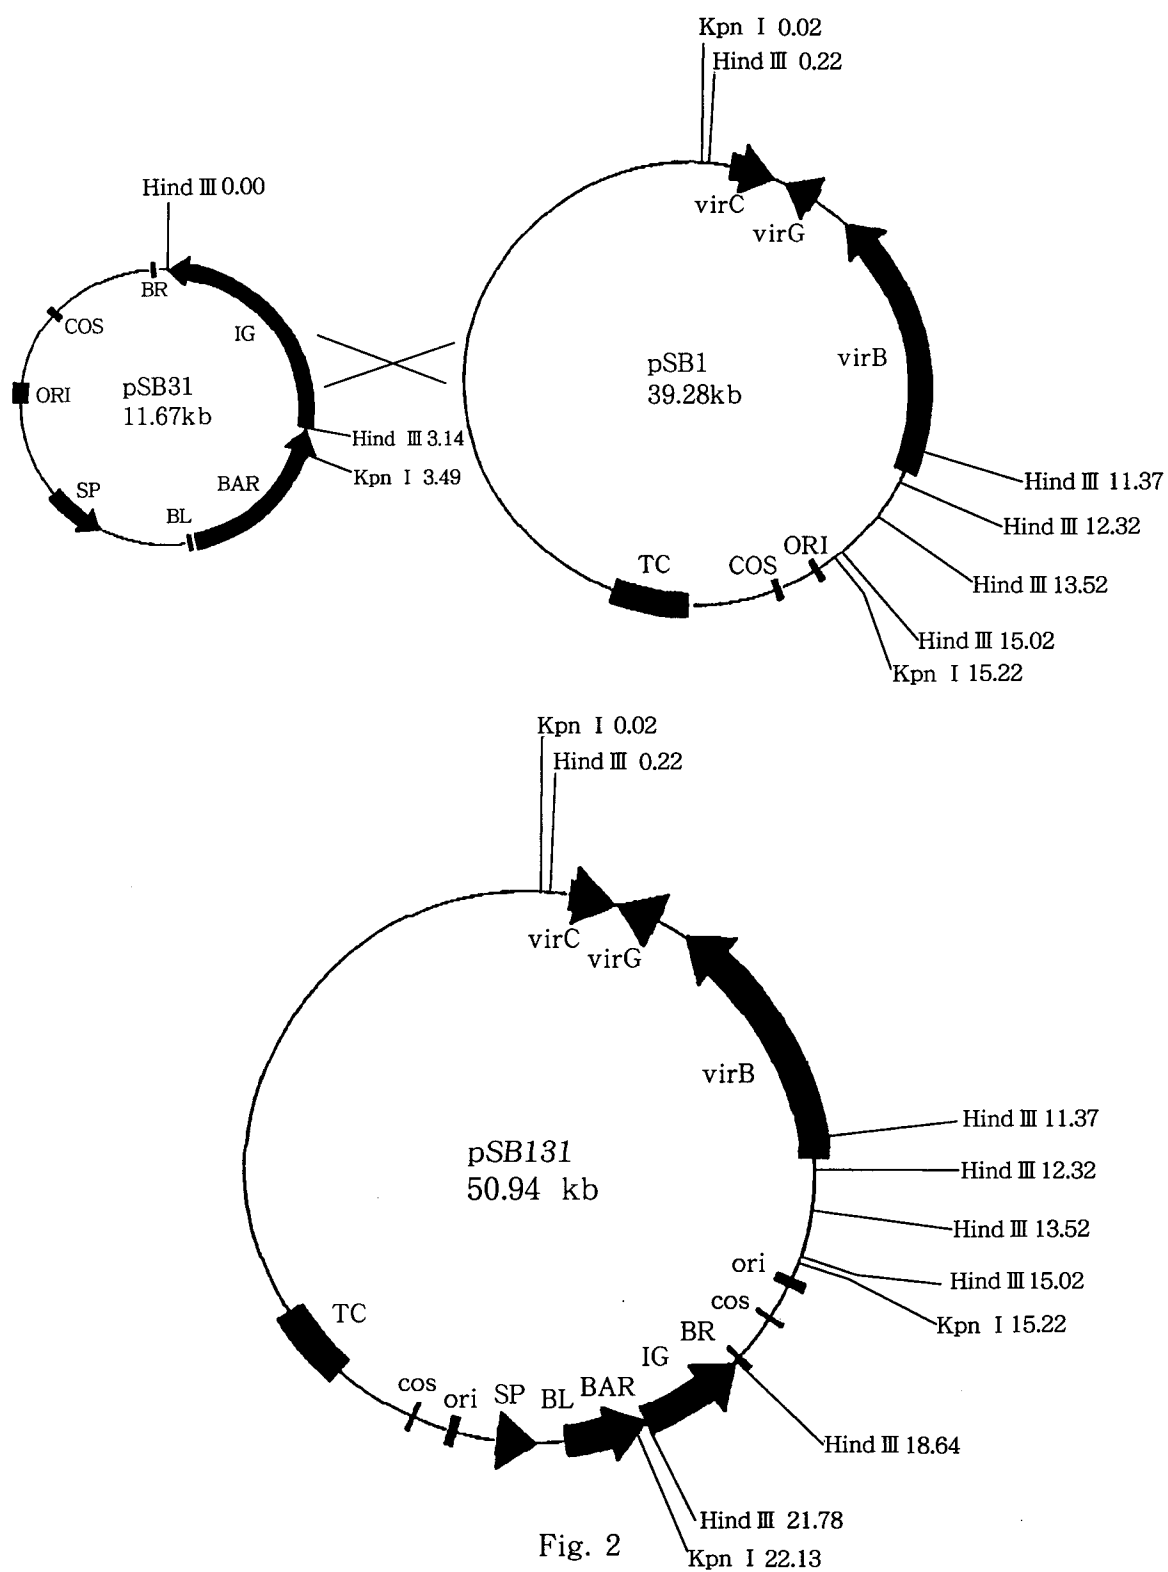 Kpn Ⅰ 0.02
Hind Ⅲ 0.22
Hind Ⅲ 0.00
virC
virG
BR
COS
IG
virB
pSB1
39.28kb
pSB31
11.67kb
ORI
Hind Ⅲ 3.14
Kpn Ⅰ 3.49
SP
BAR
BL
Hind Ⅲ 11.37
Hind Ⅲ 12.32
ORI
COS
TC
Hind Ⅲ 13.52
Hind Ⅲ 15.02
Kpn Ⅰ 15.22
Kpn Ⅰ 0.02
Hind Ⅲ 0.22
virC
virG
virB
Hind Ⅲ 11.37
pSB131
50.94 kb
Hind Ⅲ 12.32
Hind Ⅲ 13.52
ori
Hind Ⅲ 15.02
cos
TC
Kpn Ⅰ 15.22
BR
IG
cos
ori
SP
BL
BAR
Hind Ⅲ 18.64
Hind Ⅲ 21.78
Fig. 2
Kpn Ⅰ 22.13